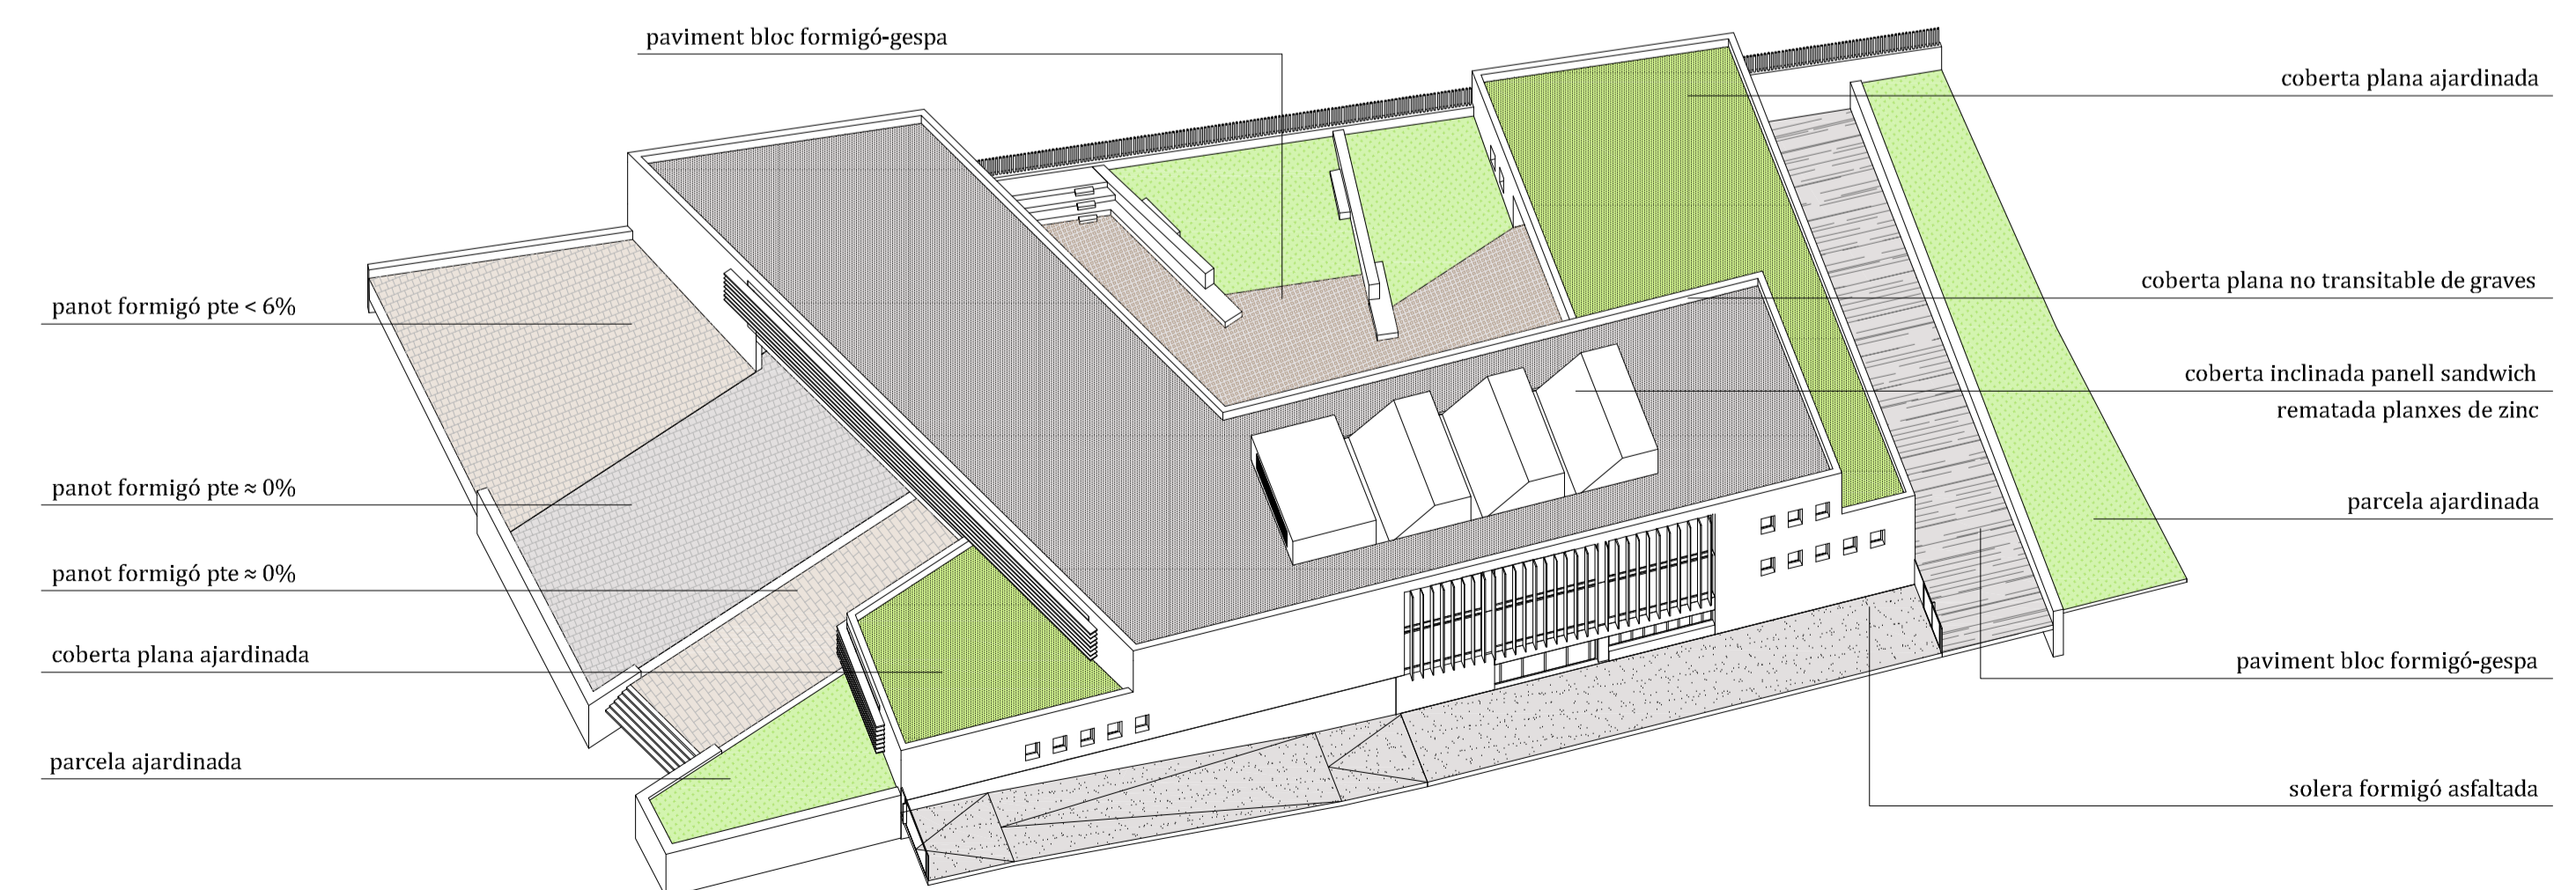 paviment bloc formigó-gespa
coberta plana ajardinada
coberta plana no transitable de graves
panot formigó pte < 6%
coberta inclinada panell sandwich
rematada planxes de zinc
panot formigó pte ≈ 0%
parcela ajardinada
panot formigó pte ≈ 0%
coberta plana ajardinada
paviment bloc formigó-gespa
parcela ajardinada
solera formigó asfaltada